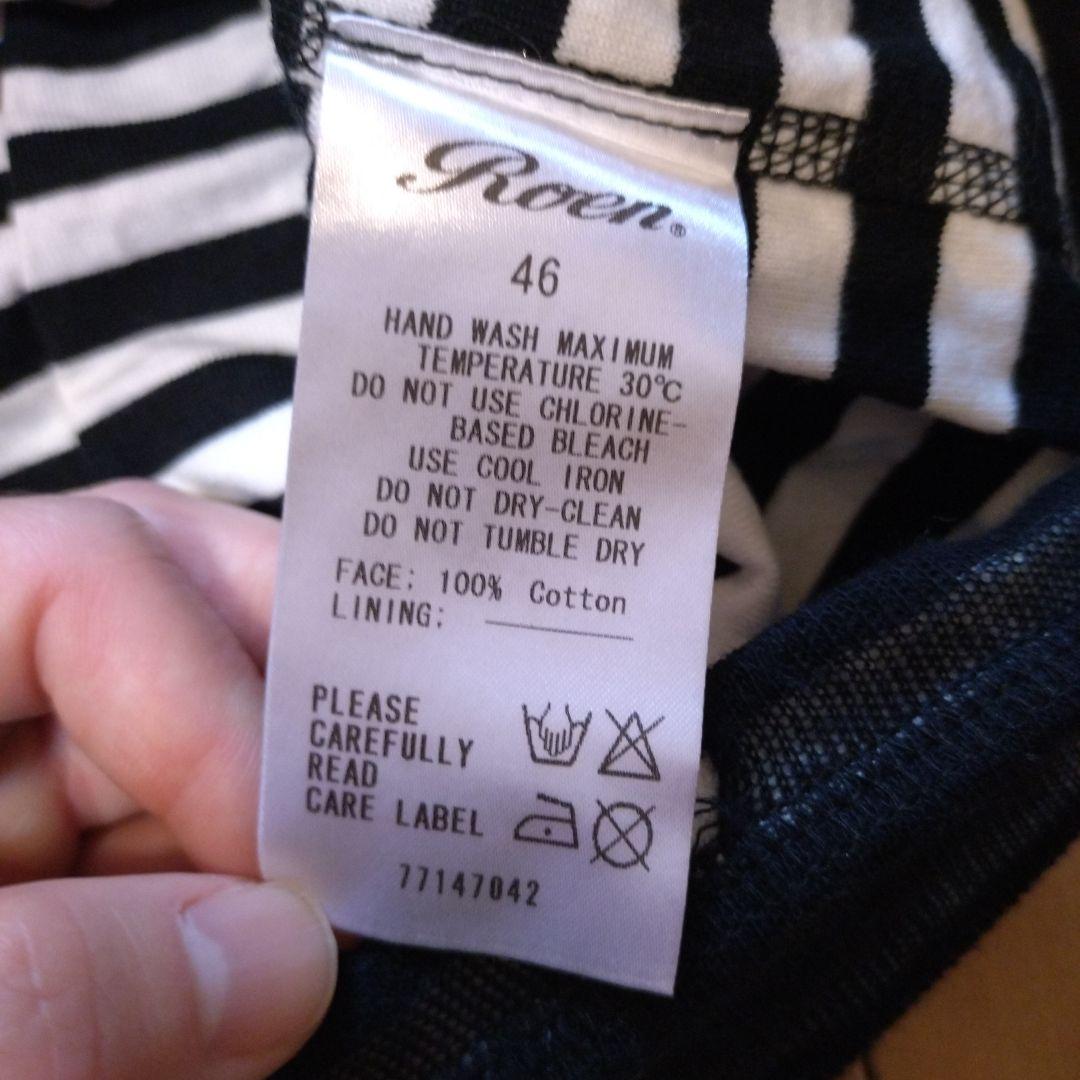 Roen®
46
HAND WASH MAXIMUM
TEMPERATURE 30℃
DO NOT USE CHLORINE-
BASED BLEACH
USE COOL IRON
DO NOT DRY-CLEAN
DO NOT TUMBLE DRY
FACE: 100% Cotton
LINING:
PLEASE
CAREFULLY
READ
CARE LABEL
77147042